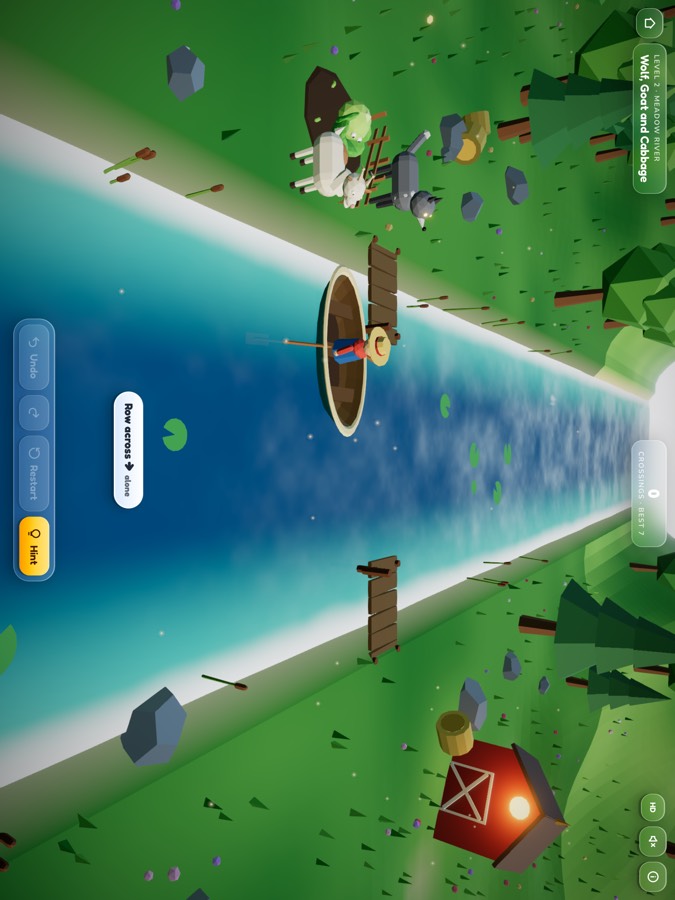 LEVEL 2 · MEADOW RIVER
Wolf, Goat and Cabbage
0
CROSSINGS · BEST 7
HD
Row across → alone
Undo
Restart
Hint